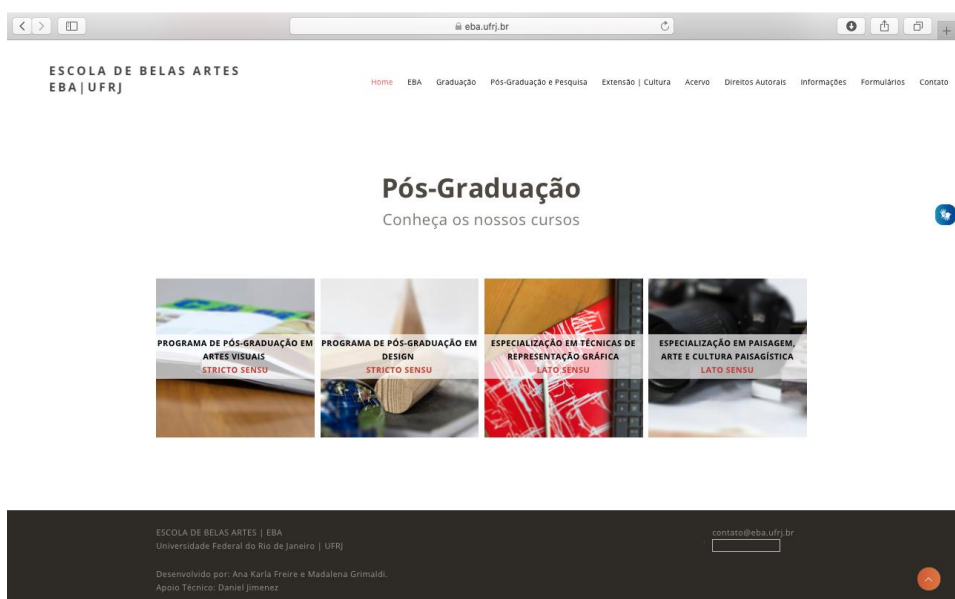 eba.ufrj.br
ESCOLA DE BELAS ARTES
EBA|UFRJ
Home EBA Graduação Pós-Graduação e Pesquisa Extensão | Cultura Acervo Direitos Autorais Informações Formulários Contato
Pós-Graduação
Conheça os nossos cursos
PROGRAMA DE PÓS-GRADUAÇÃO EM
ARTES VISUAIS
STRICTO SENSU
PROGRAMA DE PÓS-GRADUAÇÃO EM
DESIGN
STRICTO SENSU
ESPECIALIZAÇÃO EM TÉCNICAS DE
REPRESENTAÇÃO GRÁFICA
LATO SENSU
ESPECIALIZAÇÃO EM PAISAGEM,
ARTE E CULTURA PAISAGÍSTICA
LATO SENSU
ESCOLA DE BELAS ARTES | EBA
Universidade Federal do Rio de Janeiro | UFRJ
Desenvolvido por: Ana Karla Freire e Madalena Grimaldi.
Apoio Técnico: Daniel Jimenez
contato@eba.ufrj.br